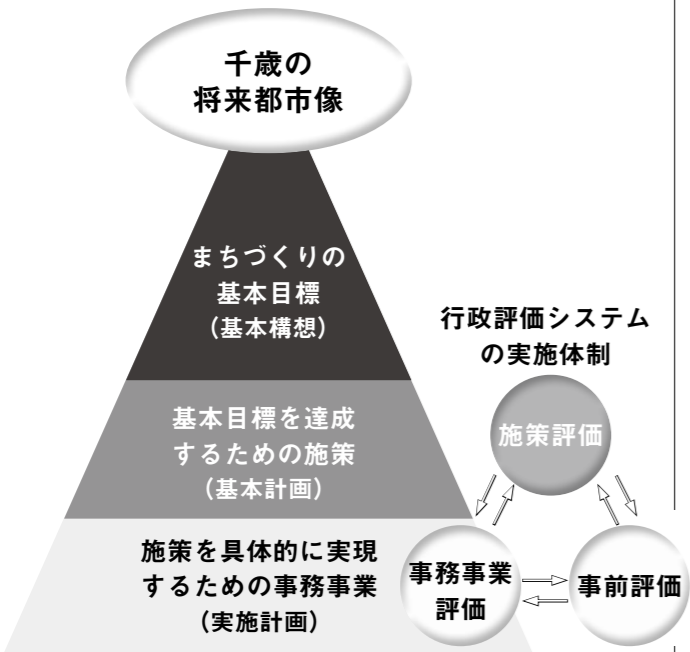 千歳の
将来都市像
まちづくりの
基本目標
(基本構想)
基本目標を達成
するための施策
(基本計画)
施策を具体的に実現
するための事務事業
(実施計画)
行政評価システム
の実施体制
施策評価
事務事業
評価
事前評価